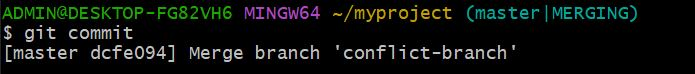 ADMIN@DESKTOP-FG82VH6 MINGW64 ~/myproject (master|MERGING)
$ git commit
[master dcfe094] Merge branch 'conflict-branch'